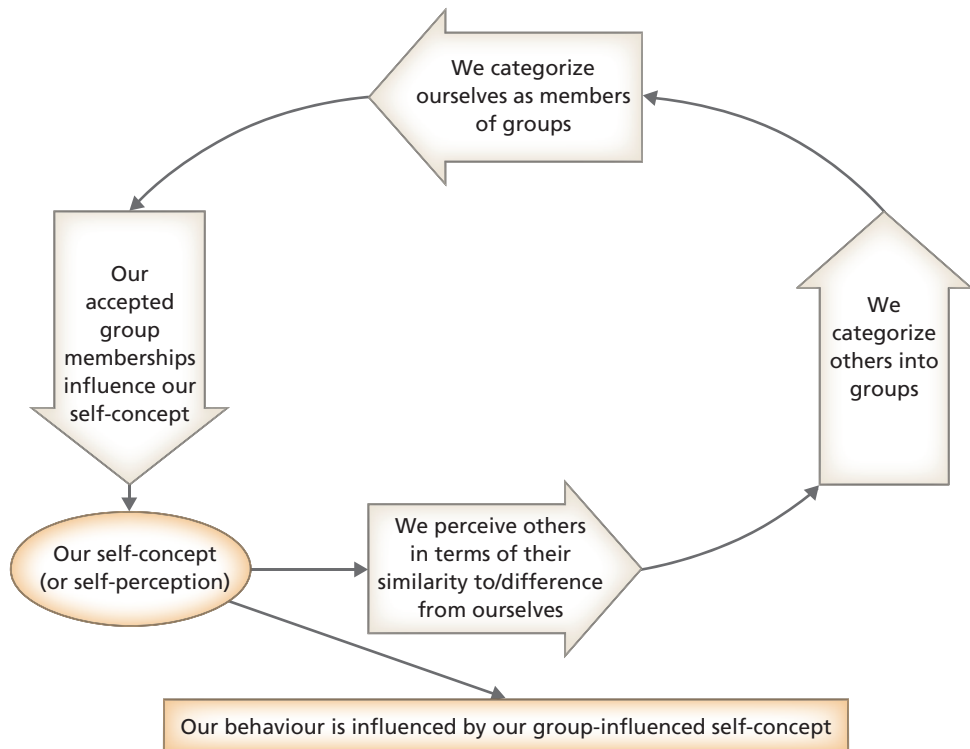 We categorize
ourselves as members
of groups
Our
accepted
group
memberships
influence our
self-concept
We
categorize
others into
groups
Our self-concept
(or self-perception)
We perceive others
in terms of their
similarity to/difference
from ourselves
Our behaviour is influenced by our group-influenced self-concept